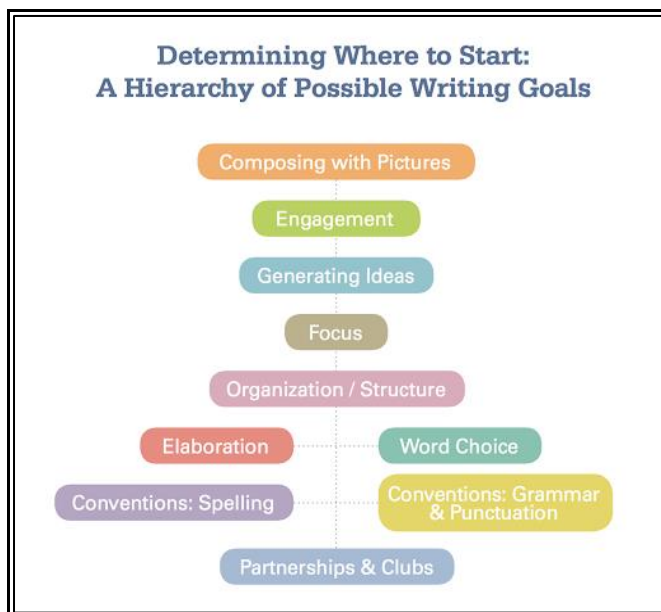 Determining Where to Start:
A Hierarchy of Possible Writing Goals
Composing with Pictures
Engagement
Generating Ideas
Focus
Organization / Structure
Elaboration
Word Choice
Conventions: Spelling
Conventions: Grammar
& Punctuation
Partnerships & Clubs